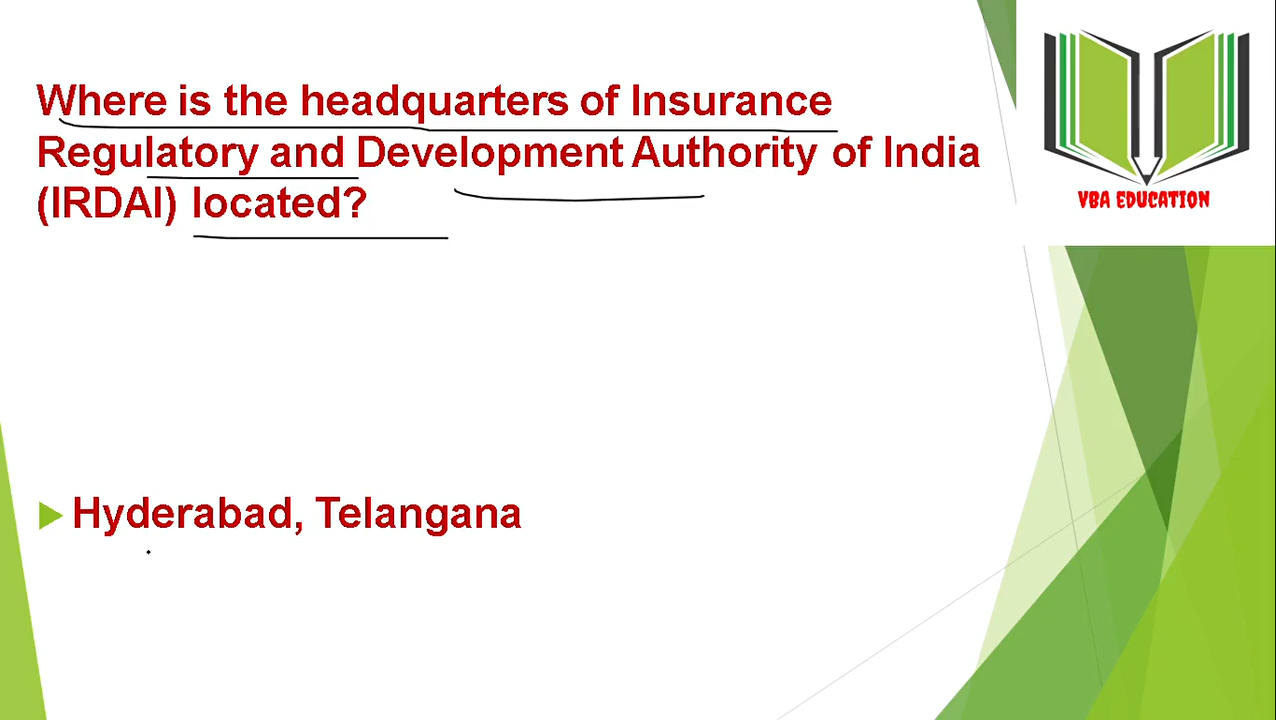 Where is the headquarters of Insurance
Regulatory and Development Authority of India
(IRDAI) located?
VBA EDUCATION
Hyderabad, Telangana